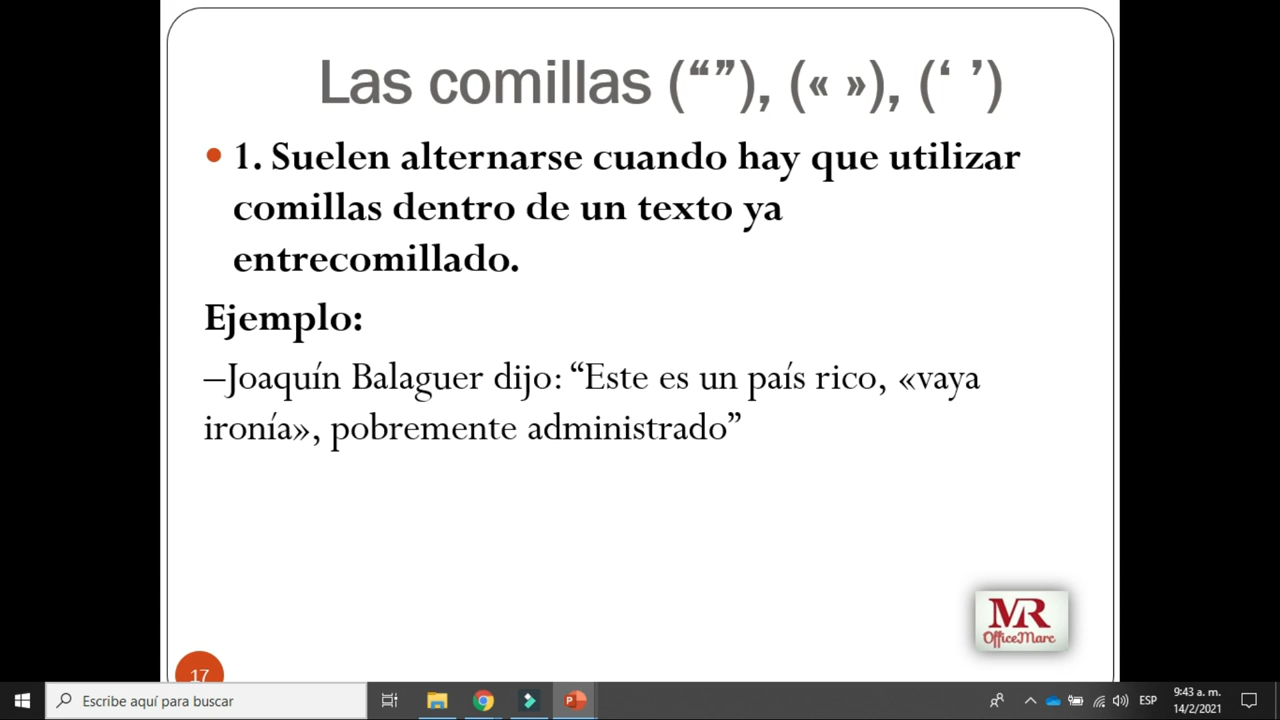 Las comillas (“”), (« »), (‘ ’)
• 1. Suelen alternarse cuando hay que utilizar
comillas dentro de un texto ya
entrecomillado.
Ejemplo:
–Joaquín Balaguer dijo: “Este es un país rico, «vaya
ironía», pobremente administrado”
MR
OfficeMarc
17
Escribe aquí para buscar
ESP
9:43 a. m.
14/2/2021